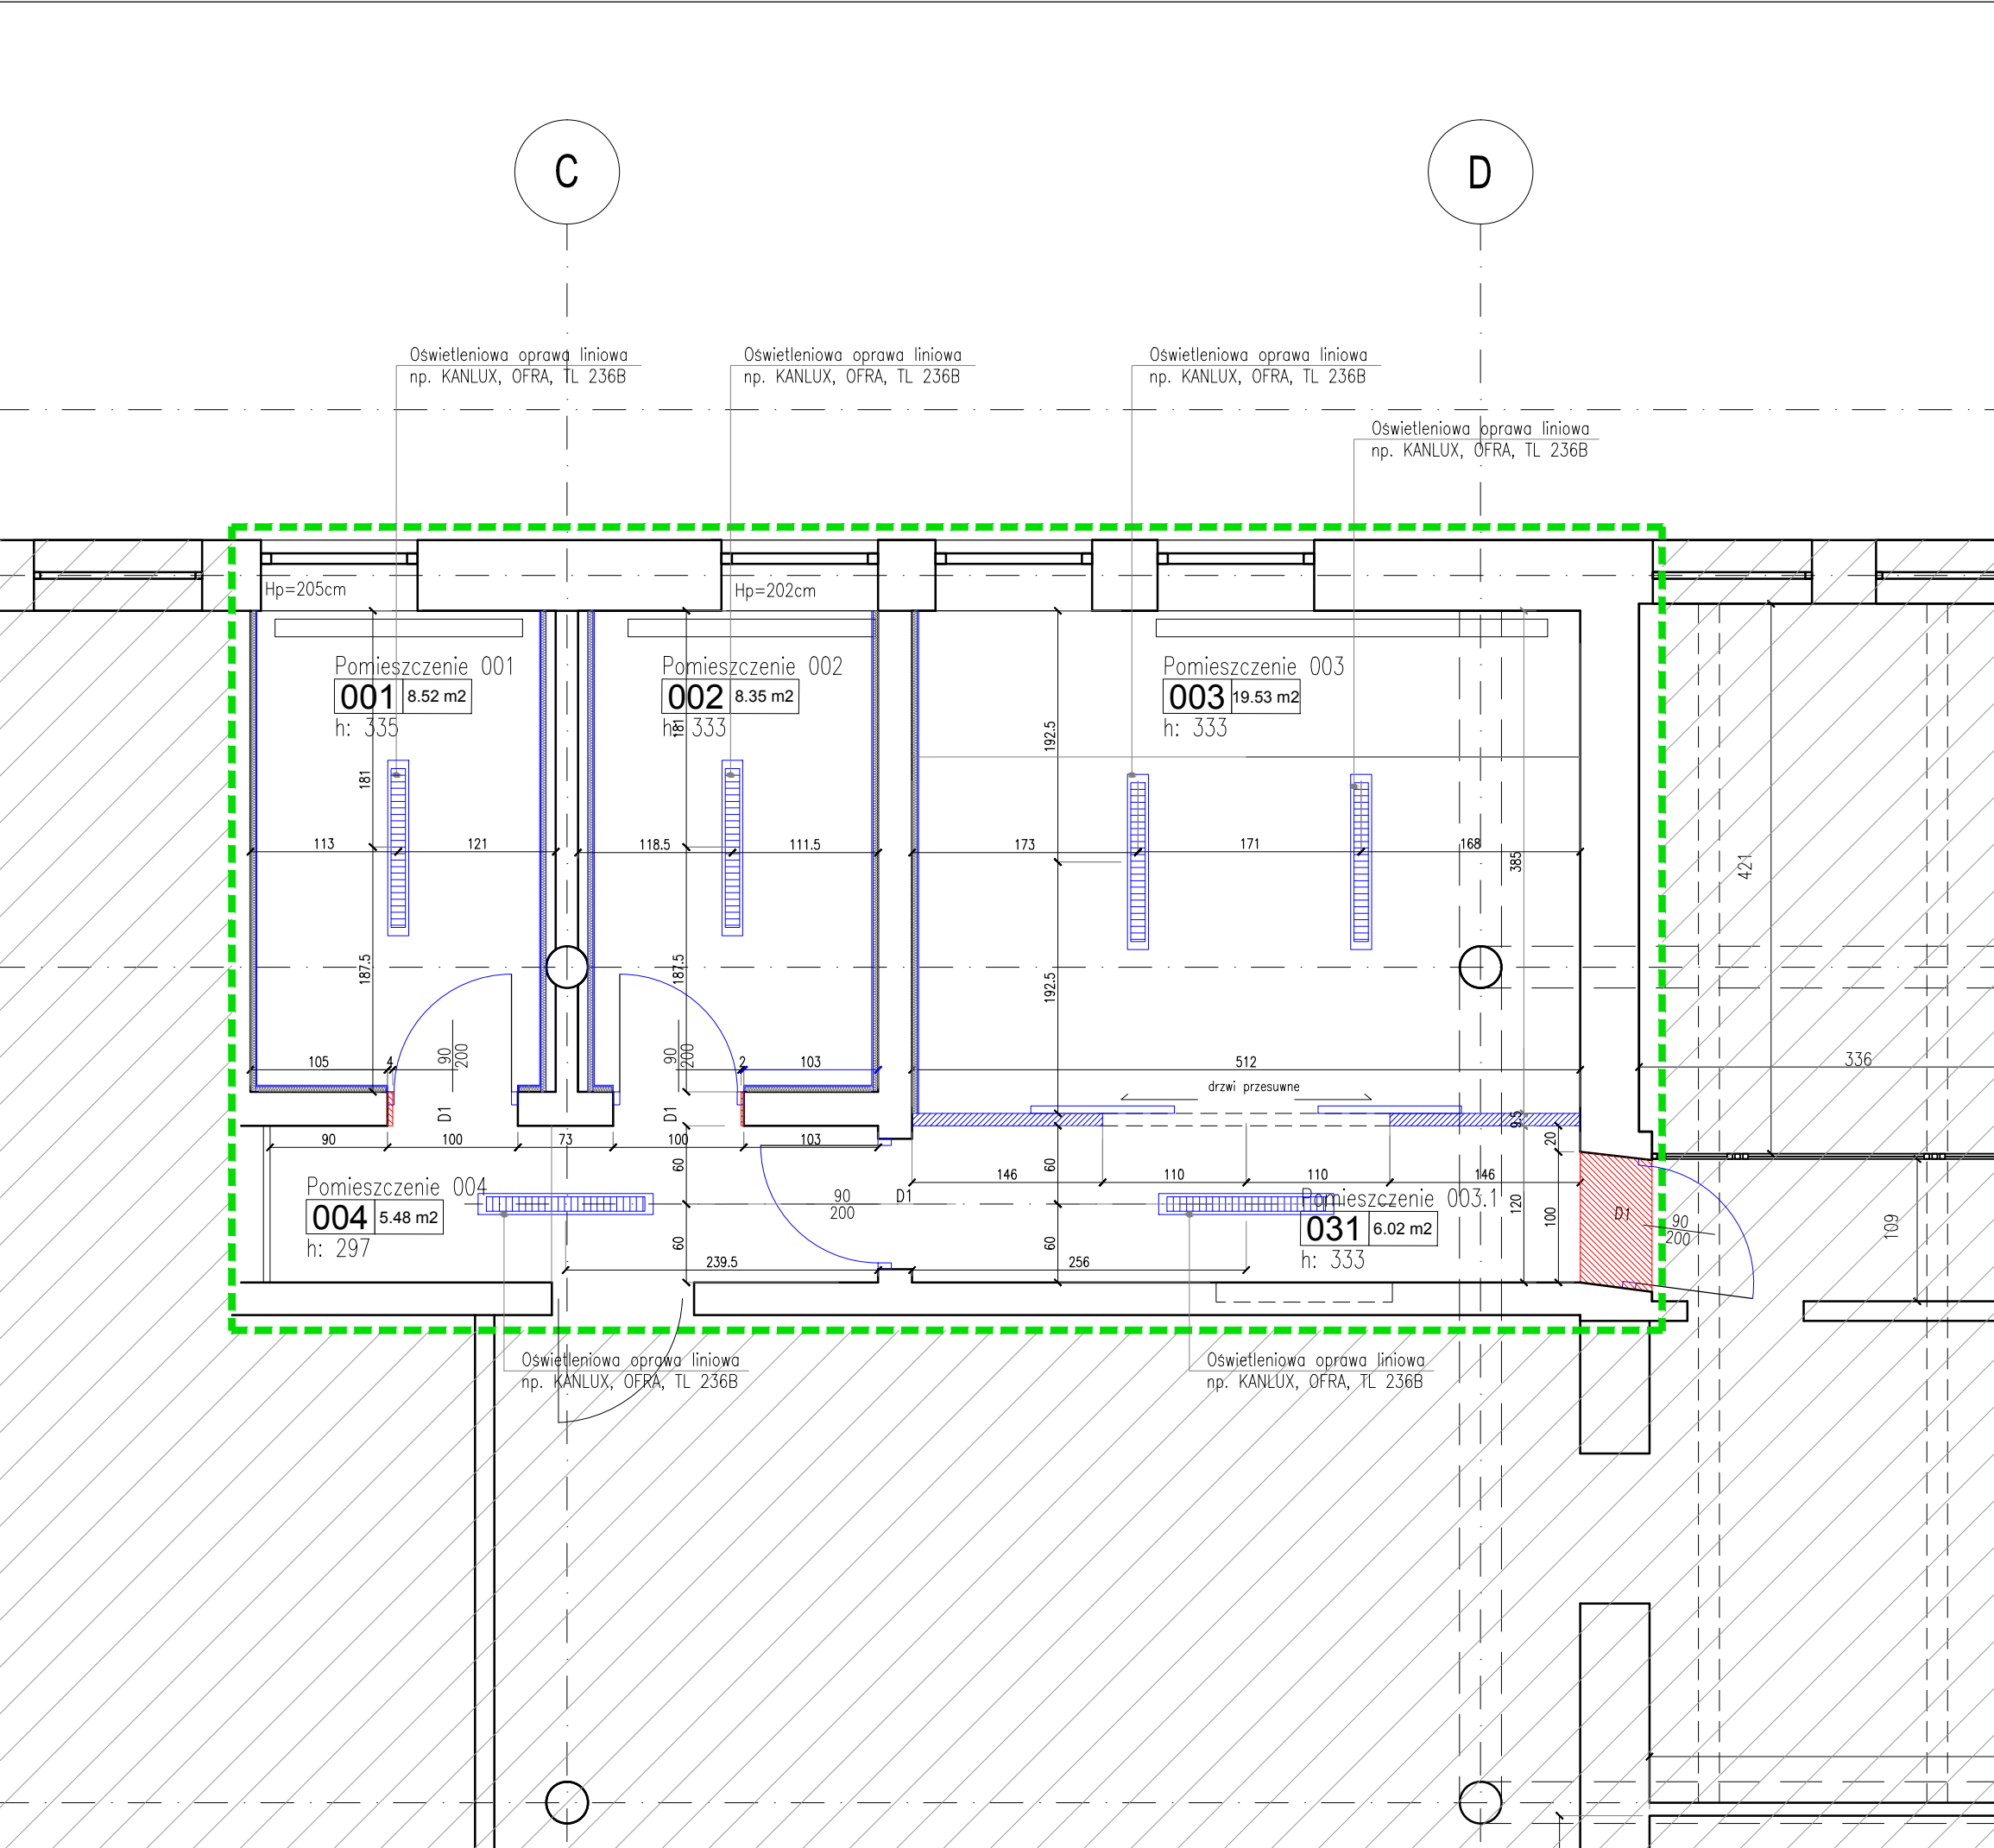 C
D
Oświetleniowa oprawa liniowa
np. KANLUX, OFRA, TL 236B
Oświetleniowa oprawa liniowa
np. KANLUX, OFRA, TL 236B
Oświetleniowa oprawa liniowa
np. KANLUX, OFRA, TL 236B
Oświetleniowa oprawa liniowa
np. KANLUX, OFRA, TL 236B
Hp=205cm
Hp=202cm
Pomieszczenie 001
001 8.52 m2
h: 335
Pomieszczenie 002
002 8.35 m2
h: 333
Pomieszczenie 003
003 19.53 m2
h: 333
181
181
192.5
113
121
118.5
111.5
173
171
168
385
421
187.5
187.5
192.5
105
4
90
200
90
200
2
103
512
336
drzwi przesuwne
D1
D1
9.5
90
100
73
100
103
60
60
20
Pomieszczenie 004
004 5.48 m2
h: 297
90
200
D1
146
110
110
146
Pomieszczenie 003.1
031 6.02 m2
h: 333
120
100
D1
90
200
109
60
60
239.5
256
Oświetleniowa oprawa liniowa
np. KANLUX, OFRA, TL 236B
Oświetleniowa oprawa liniowa
np. KANLUX, OFRA, TL 236B